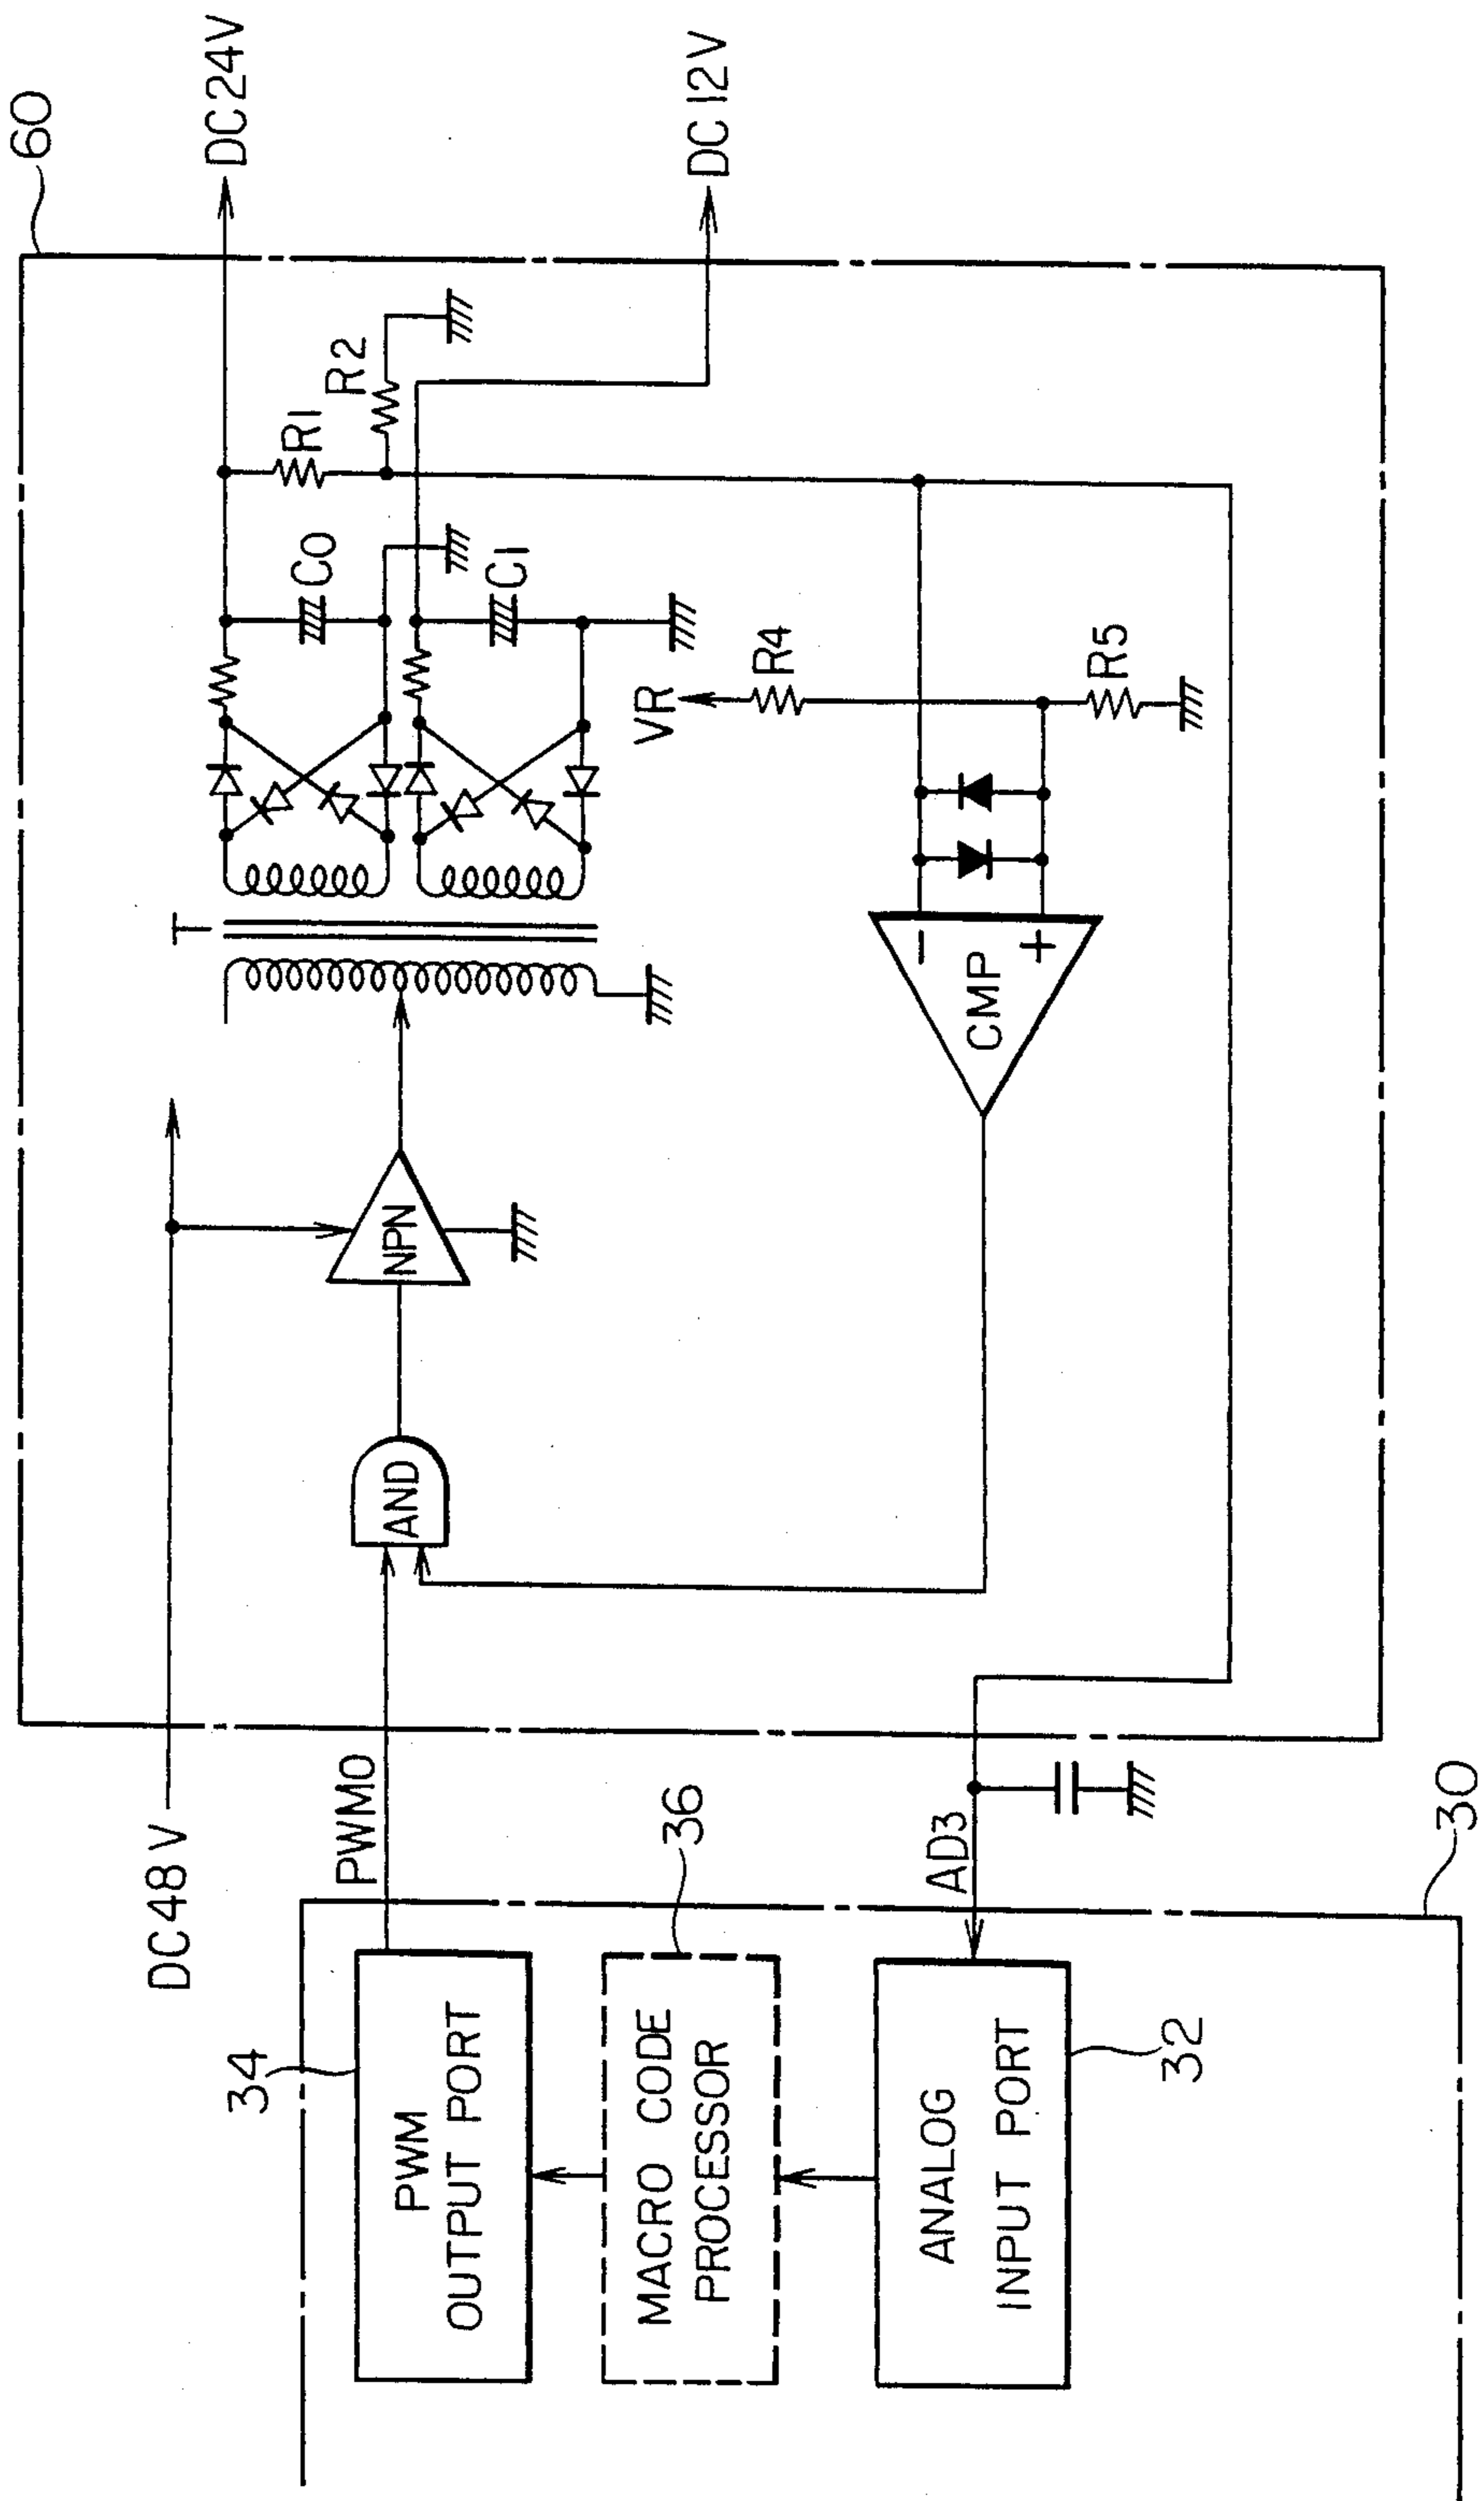 60
DC24V
DC12V
R1
R2
C0
C1
VR
R4
R5
T
CMP
-
+
NPN
AND
DC48V
PWM0
AD3
30
34
PWM
OUTPUT PORT
36
MACRO CODE
PROCESSOR
32
ANALOG
INPUT PORT